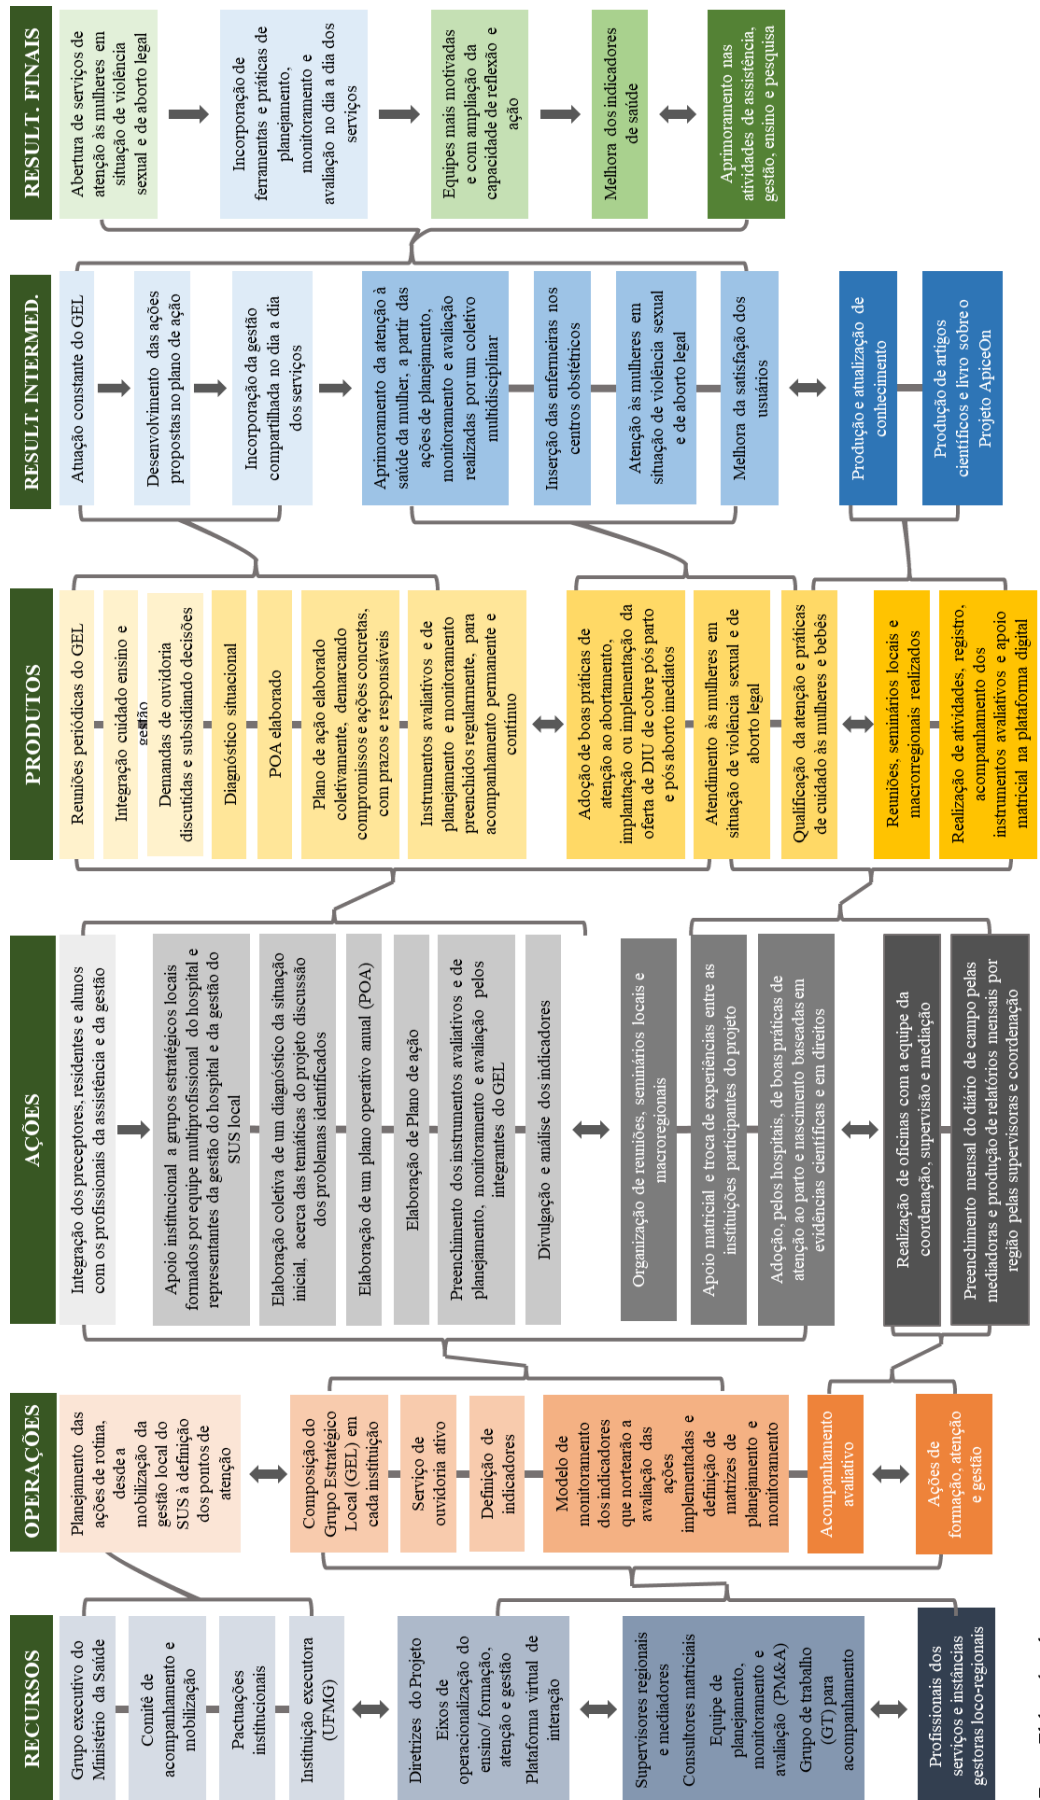 RECURSOS
Grupo executivo do
Ministério da Saúde
Comitê de
acompanhamento e
mobilização
Pactuações
institucionais
Instituição executora
(UFMG)
Diretrizes do Projeto
Eixos de
operacionalização do
ensino/ formação,
atenção e gestão
Plataforma virtual de
interação
Supervisores regionais
e mediadores
Consultores matriciais
Equipe de
planejamento,
monitoramento e
avaliação (PM&A)
Grupo de trabalho
(GT) para
acompanhamento
Profissionais dos
serviços e instâncias
gestoras loco-regionais
OPERAÇÕES
Planejamento das
ações de rotina,
desde a
mobilização da
gestão local do
SUS à definição
dos pontos de
atenção
Composição do
Grupo Estratégico
Local (GEL) em
cada instituição
Serviço de
ouvidoria ativo
Definição de
indicadores
Modelo de
monitoramento
dos indicadores
que nortearão a
avaliação das
ações
implementadas e
definição de
matrizes de
planejamento e
monitoramento
Acompanhamento
avaliativo
Ações de
formação, atenção
e gestão
AÇÕES
Integração dos preceptores, residentes e alunos
com os profissionais da assistência e da gestão
Apoio institucional a grupos estratégicos locais
formados por equipe multiprofissional do hospital e
representantes da gestão do hospital e da gestão do
SUS local
Elaboração coletiva de um diagnóstico da situação
inicial, acerca das temáticas do projeto discussão
dos problemas identificados
Elaboração de um plano operativo anual (POA)
Elaboração de Plano de ação
Preenchimento dos instrumentos avaliativos e de
planejamento, monitoramento e avaliação pelos
integrantes do GEL
Divulgação e análise dos indicadores
Organização de reuniões, seminários locais e
macroregionais
Apoio matricial e troca de experiências entre as
instituições participantes do projeto
Adoção, pelos hospitais, de boas práticas de
atenção ao parto e nascimento baseadas em
evidências científicas e em direitos
Realização de oficinas com a equipe da
coordenação, supervisão e mediação
Preenchimento mensal do diário de campo pelas
mediadoras e produção de relatórios mensais por
região pelas supervisoras e coordenação
PRODUTOS
Reuniões periódicas do GEL
Integração cuidado ensino e
gestão
Demandas de ouvidoria
discutidas e subsidiando decisões
Diagnóstico situacional
POA elaborado
Plano de ação elaborado
coletivamente, demarcando
compromissos e ações concretas,
com prazos e responsáveis
Instrumentos avaliativos e de
planejamento e monitoramento
preenchidos regularmente, para
acompanhamento permanente e
contínuo
Adoção de boas práticas de
atenção ao abortamento,
implantação ou implementação da
oferta de DIU de cobre pós parto
e pós aborto imediatos
Atendimento às mulheres em
situação de violência sexual e de
aborto legal
Qualificação da atenção e práticas
de cuidado às mulheres e bebês
Reuniões, seminários locais e
macrorregionais realizados
Realização de atividades, registro,
acompanhamento dos
instrumentos avaliativos e apoio
matricial na plataforma digital
RESULT. INTERMED.
Atuação constante do GEL
Desenvolvimento das ações
propostas no plano de ação
Incorporação da gestão
compartilhada no dia a dia
dos serviços
Aprimoramento da atenção à
saúde da mulher, a partir das
ações de planejamento,
monitoramento e avaliação
realizadas por um coletivo
multidisciplinar
Inserção das enfermeiras nos
centros obstétricos
Atenção às mulheres em
situação de violência sexual
e de aborto legal
Melhora da satisfação dos
usuários
Produção e atualização de
conhecimento
Produção de artigos
científicos e livro sobre o
Projeto ApiceOn
RESULT. FINAIS
Abertura de serviços de
atenção às mulheres em
situação de violência
sexual e de aborto legal
Incorporação de
ferramentas e práticas de
planejamento,
monitoramento e
avaliação no dia a dia dos
serviços
Equipes mais motivadas
e com ampliação da
capacidade de reflexão e
ação
Melhora dos indicadores
de saúde
Aprimoramento nas
atividades de assistência,
gestão, ensino e pesquisa